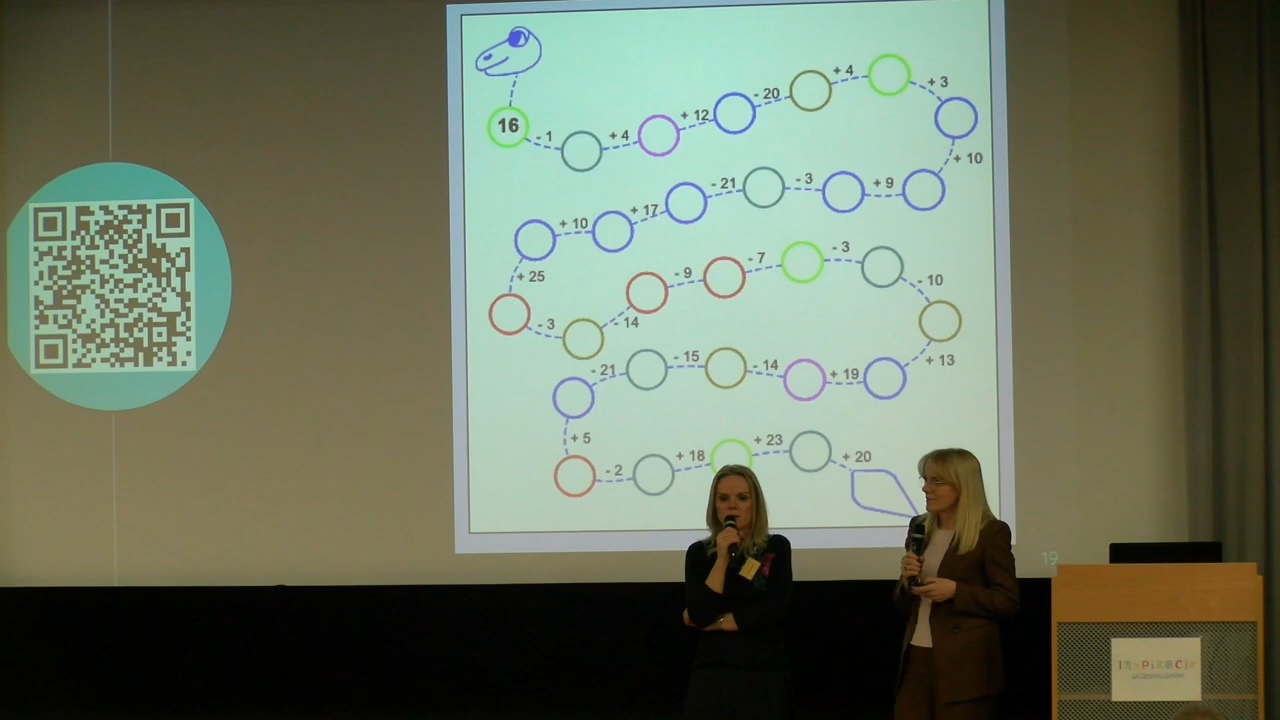 16 - 1 + 4 + 12 - 20 + 4 + 3
+ 10
+ 10 + 17 - 21 - 3 + 9
+ 25
- 3 - 14 - 9 - 7 - 3 - 10
+ 13
- 21 - 15 - 14 + 19
+ 5
- 2 + 18 + 23 + 20
19